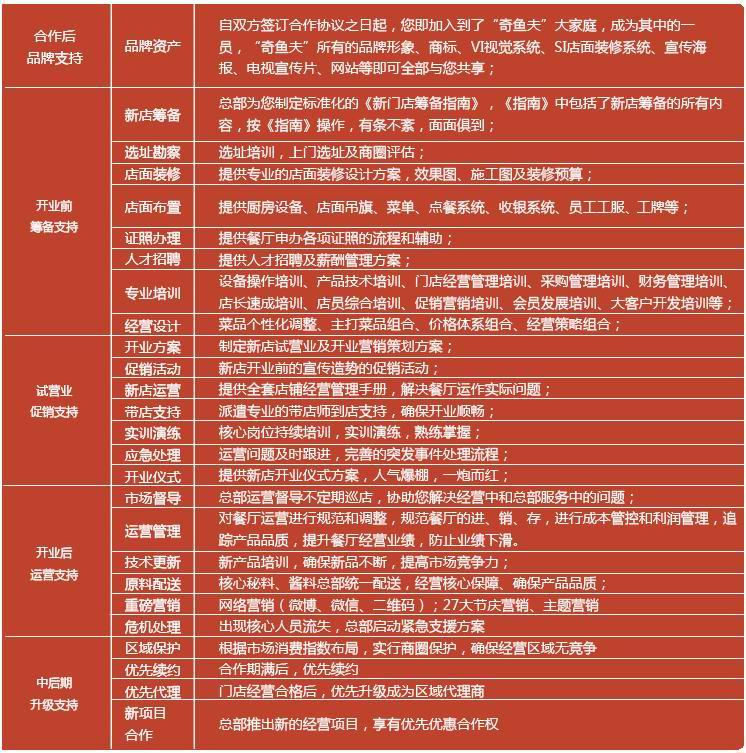 合作后
品牌支持
品牌资产
自双方签订合作协议之日起，您即加入到了“奇鱼夫”大家庭，成为其中的一
员，“奇鱼夫”所有的品牌形象、商标、VI视觉系统、SI店面装修系统、宣传海
报、电视宣传片、网站等即可全部与您共享；
开业前
筹备支持
新店筹备
总部为您制定标准化的《新门店筹备指南》，《指南》中包括了新店筹备的所有内
容，按《指南》操作，有条不紊，面面俱到；
选址勘察
选址培训，上门选址及商圈评估；
店面装修
提供专业的店面装修设计方案，效果图、施工图及装修预算；
店面布置
提供厨房设备、店面吊旗、菜单、点餐系统、收银系统、员工工服、工牌等；
证照办理
提供餐厅申办各项证照的流程和辅助；
人才招聘
提供人才招聘及薪酬管理方案；
专业培训
设备操作培训、产品技术培训、门店经营管理培训、采购管理培训、财务管理培训、
店长速成培训、店员综合培训、促销营销培训、会员发展培训、大客户开发培训等；
经营设计
菜品个性化调整、主打菜品组合、价格体系组合、经营策略组合；
试营业
促销支持
开业方案
制定新店试营业及开业营销策划方案；
促销活动
新店开业前的宣传造势的促销活动；
新店运营
提供全套店铺经营管理手册，解决餐厅运作实际问题；
带店支持
派遣专业的带店师到店支持，确保开业顺畅；
实训演练
核心岗位持续培训，实训演练，熟练掌握；
应急处理
运营问题及时跟进，完善的突发事件处理流程；
开业仪式
提供新店开业仪式方案，人气爆棚，一炮而红；
开业后
运营支持
市场督导
总部运营督导不定期巡店，协助您解决经营中和总部服务中的问题；
运营管理
对餐厅运营进行规范和调整，规范餐厅的进、销、存，进行成本管控和利润管理，追
踪产品品质，提升餐厅经营业绩，防止业绩下滑。
技术更新
新产品培训，确保新品不断，提高市场竞争力；
原料配送
核心秘料、酱料总部统一配送，经营核心保障、确保产品品质；
重磅营销
网络营销（微博、微信、二维码）；27大节庆营销、主题营销
危机处理
出现核心人员流失，总部启动紧急支援方案
中后期
升级支持
区域保护
根据市场消费指数布局，实行商圈保护，确保经营区域无竞争
优先续约
合作期满后，优先续约
优先代理
门店经营合格后，优先升级成为区域代理商
新项目
合作
总部推出新的经营项目，享有优先优惠合作权